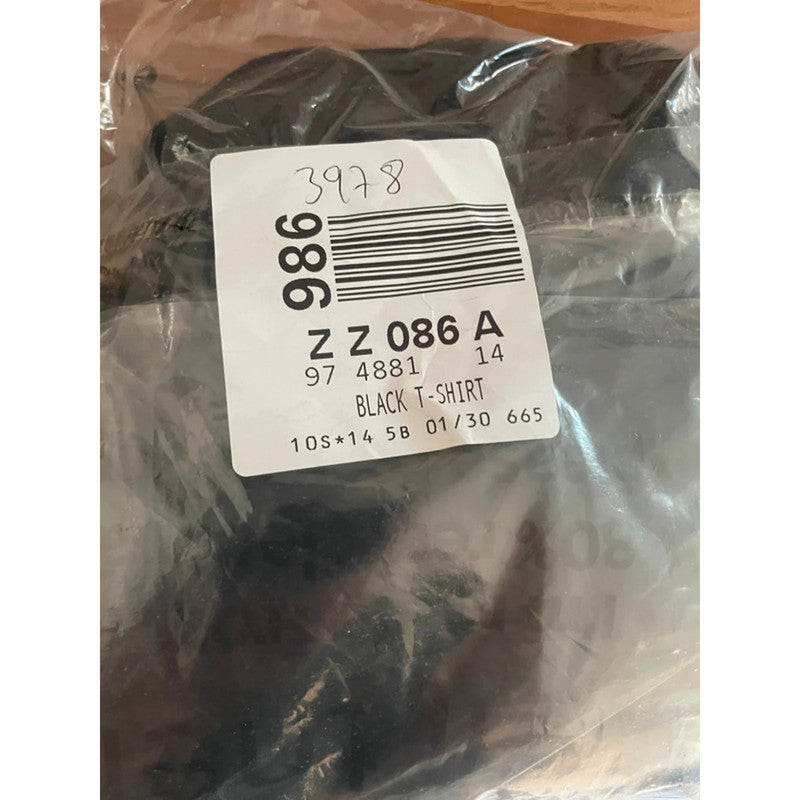 3978
986
Z Z 086 A
97 4881 14
BLACK T-SHIRT
10S*14 5B 01/30 665